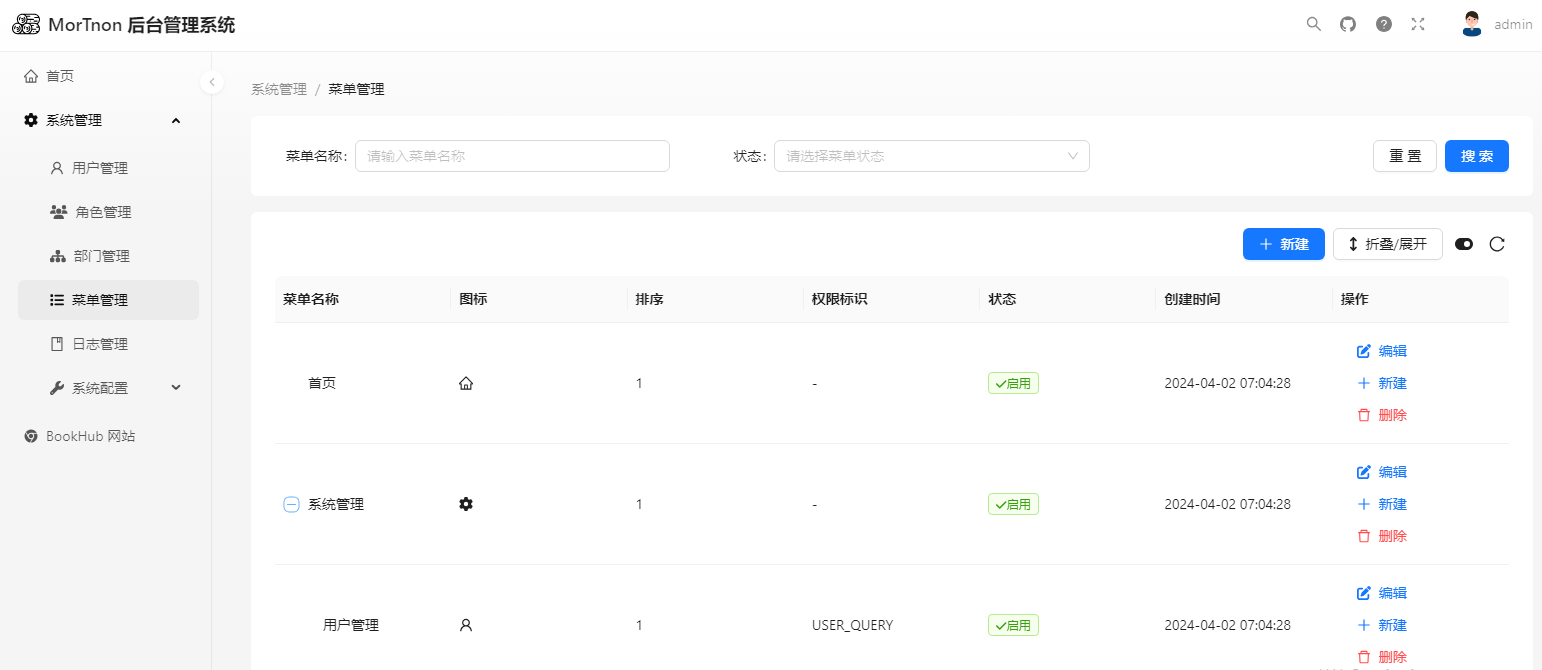 MorTnon 后台管理系统
admin
首页
系统管理
用户管理
角色管理
部门管理
菜单管理
日志管理
系统配置
BookHub 网站
系统管理 / 菜单管理
菜单名称: 请输入菜单名称 状态: 请选择菜单状态 重 置 搜 索
新建 折叠/展开
菜单名称 图标 排序 权限标识 状态 创建时间 操作
首页 1 - 启用 2024-04-02 07:04:28 编辑
新建
删除
系统管理 1 - 启用 2024-04-02 07:04:28 编辑
新建
删除
用户管理 1 USER_QUERY 启用 2024-04-02 07:04:28 编辑
新建
删除